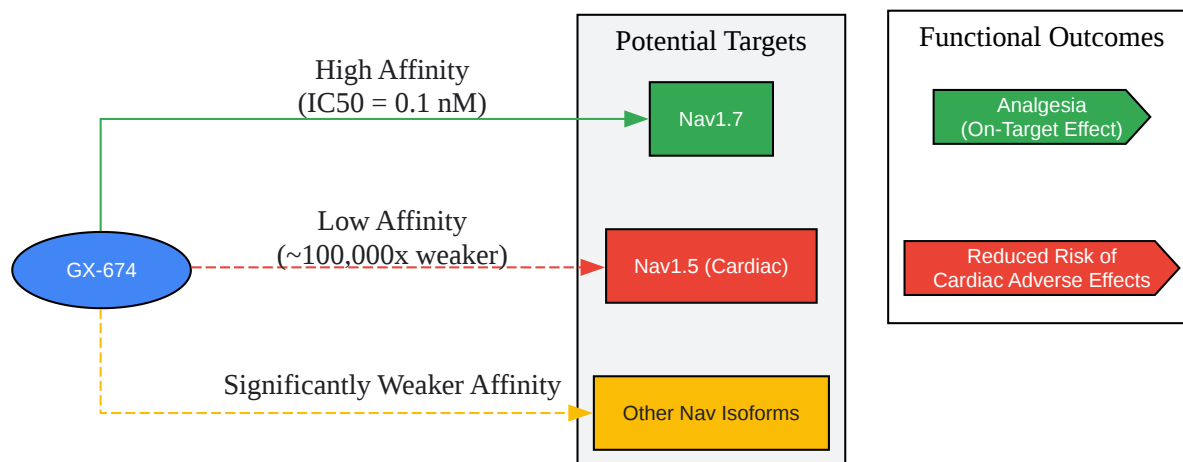 Potential Targets
Functional Outcomes
High Affinity
(IC50 = 0.1 nM)
Nav1.7
Analgesia
(On-Target Effect)
Low Affinity
(~100,000x weaker)
GX-674
Nav1.5 (Cardiac)
Reduced Risk of
Cardiac Adverse Effects
Significantly Weaker Affinity
Other Nav Isoforms